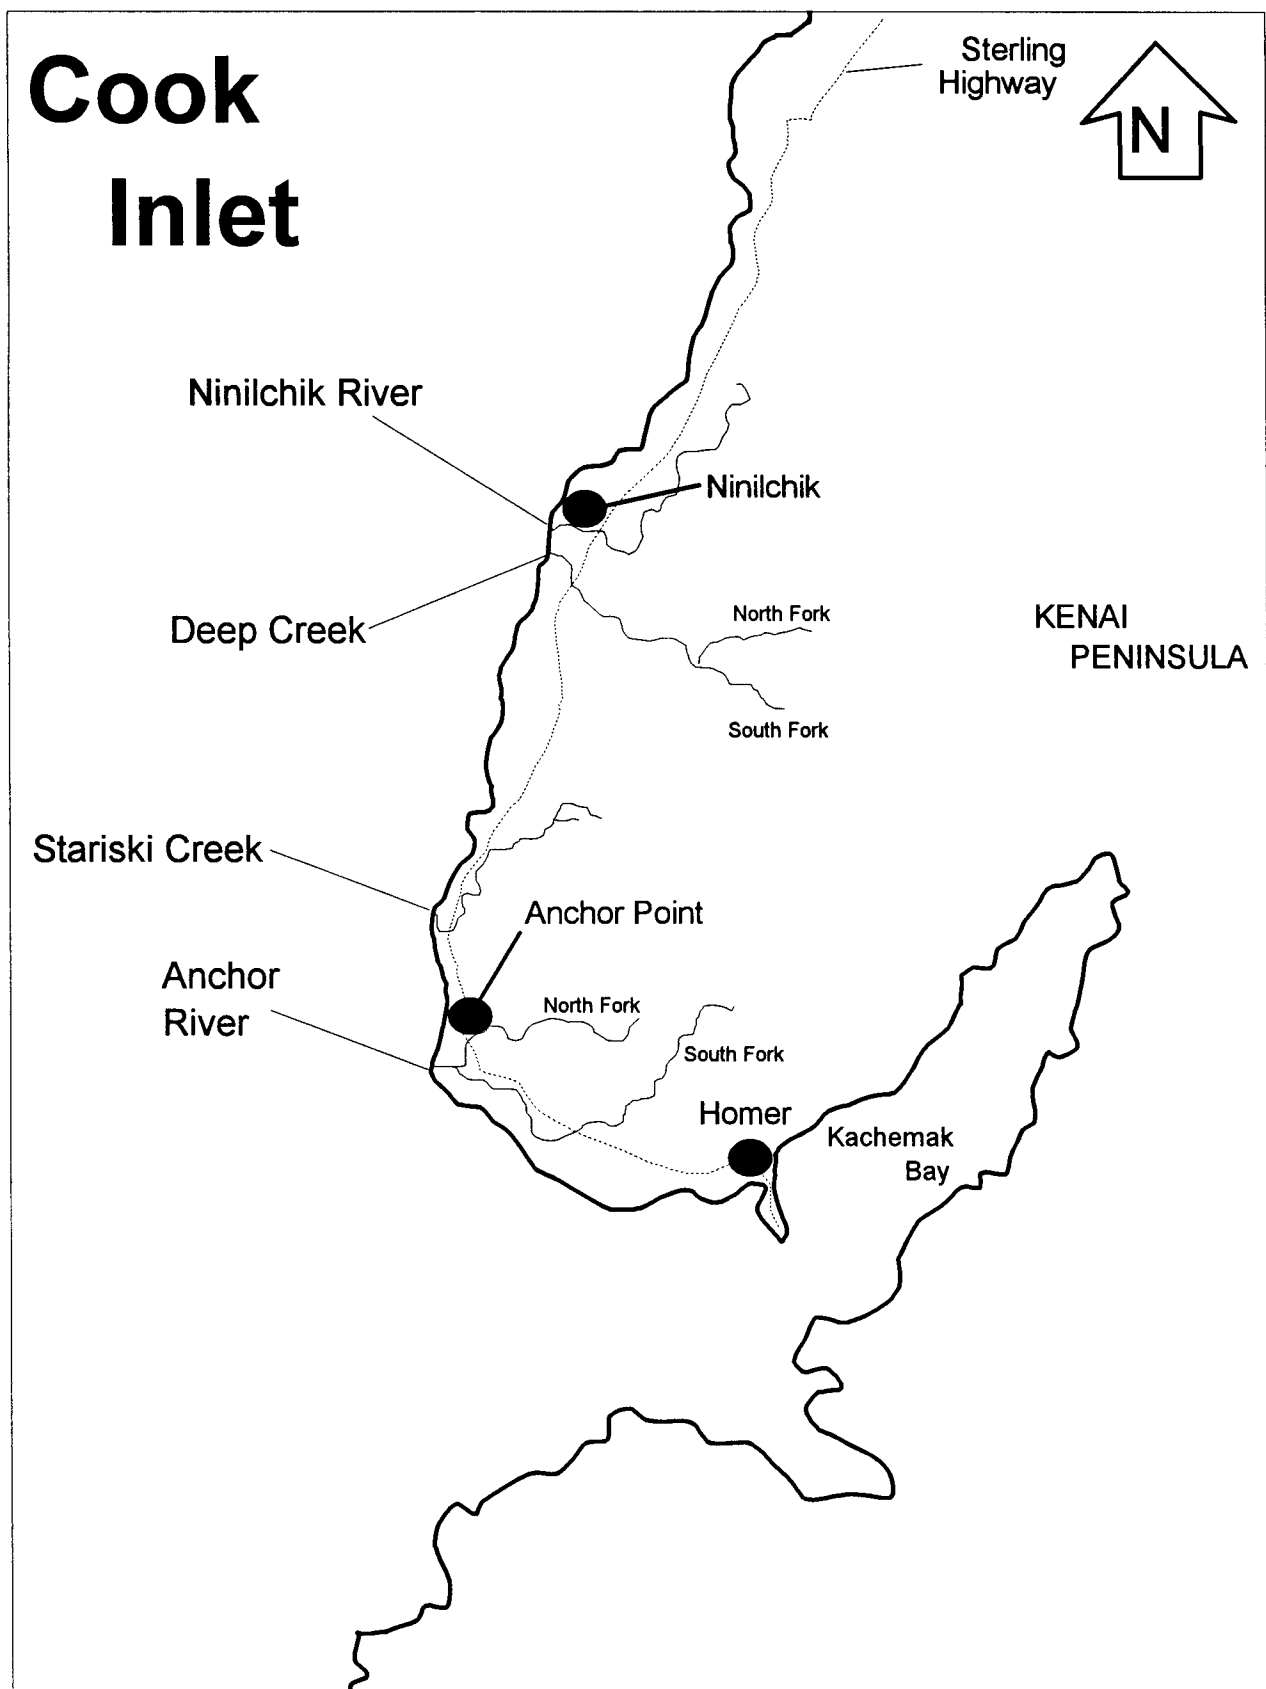 Cook
Inlet
Sterling
Highway
N
Ninilchik River
Ninilchik
Deep Creek
North Fork
KENAI
PENINSULA
South Fork
Stariski Creek
Anchor Point
Anchor
River
North Fork
South Fork
Homer
Kachemak
Bay